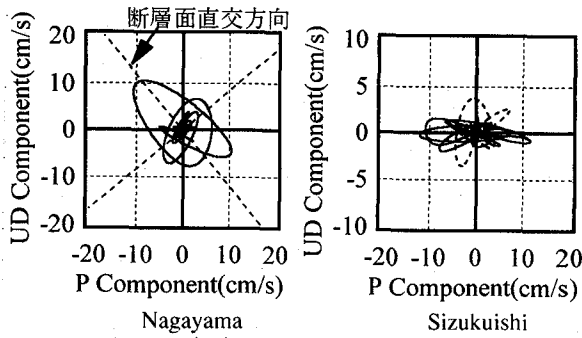 断層面直交方向
UD Component(cm/s)
20
10
0
-10
-20
-20 -10 0 10 20
P Component(cm/s)
Nagayama
UD Component(cm/s)
10
5
0
-5
-10
-20 -10 0 10 20
P Component(cm/s)
Sizukuishi